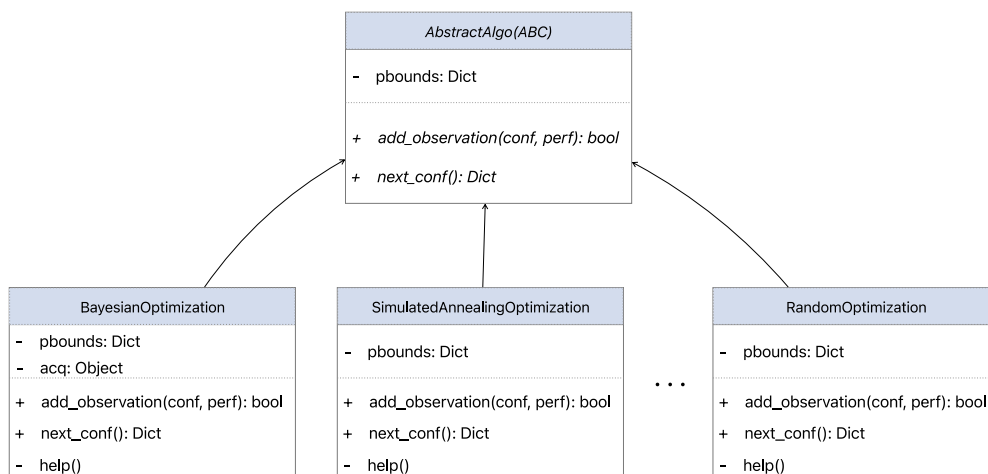 AbstractAlgo(ABC)
- pbounds: Dict
+ add_observation(conf, perf): bool
+ next_conf(): Dict
BayesianOptimization
- pbounds: Dict
- acq: Object
+ add_observation(conf, perf): bool
+ next_conf(): Dict
- help()
SimulatedAnnealingOptimization
- pbounds: Dict
+ add_observation(conf, perf): bool
+ next_conf(): Dict
- help()
...
RandomOptimization
- pbounds: Dict
+ add_observation(conf, perf): bool
+ next_conf(): Dict
- help()